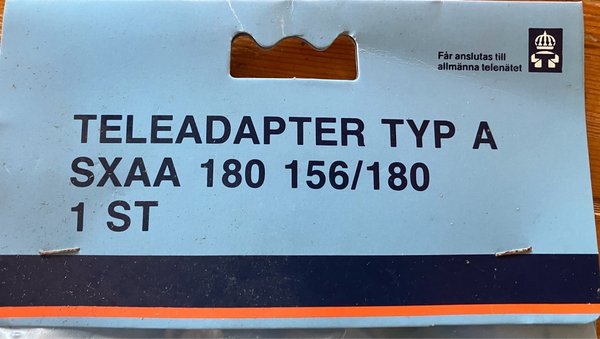 Får anslutas till
allmänna telenätet
TELEADAPTER TYP A
SXAA 180 156/180
1 ST